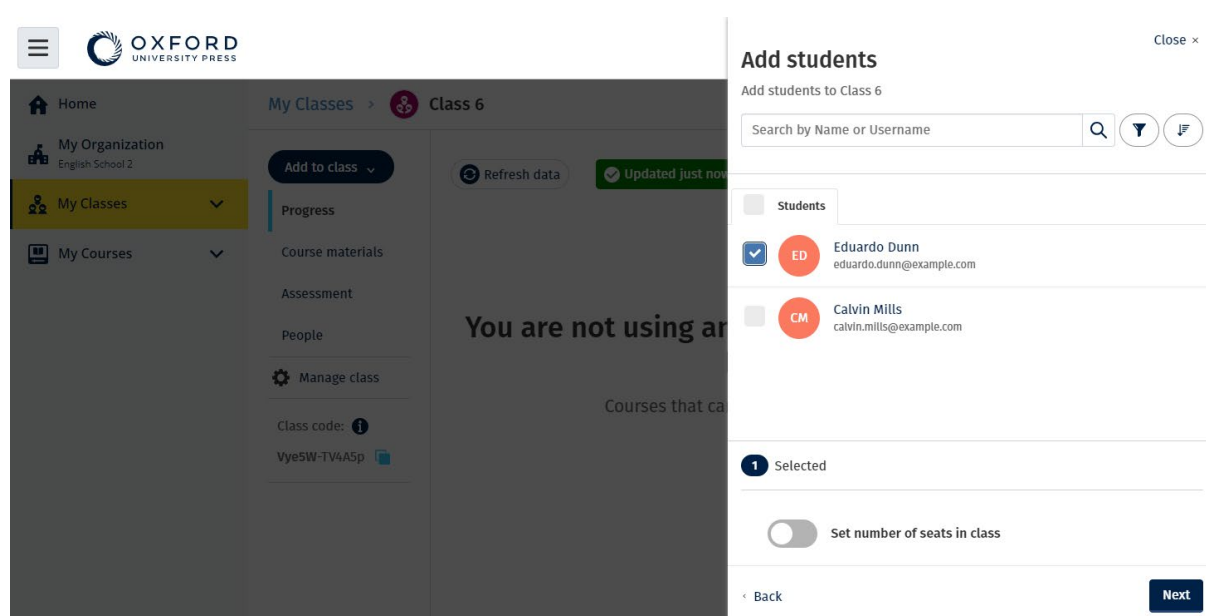 OXFORD
UNIVERSITY PRESS
Home
My Organization
English School 2
My Classes
My Courses
My Classes > Class 6
Add to class
Refresh data
Updated just now
Progress
Course materials
Assessment
People
Manage class
Class code:
Vye5W-TV4A5p
You are not using
Courses that
Close ×
Add students
Add students to Class 6
Search by Name or Username
Students
ED
Eduardo Dunn
eduardo.dunn@example.com
CM
Calvin Mills
calvin.mills@example.com
1 Selected
Set number of seats in class
‹ Back
Next